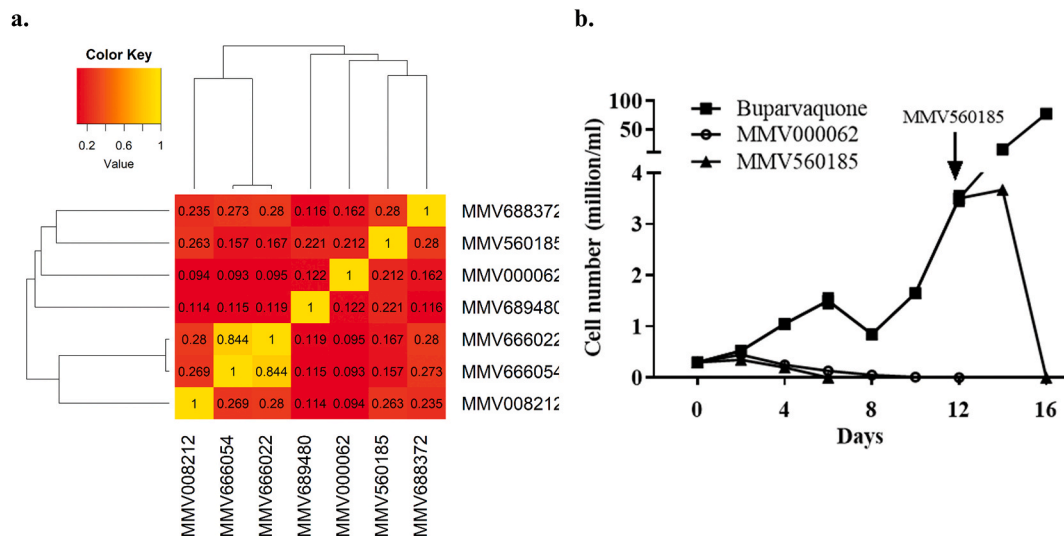 a.
Color Key
0.2 0.6 1
Value
0.235 0.273 0.28 0.116 0.162 0.28 1 MMV688372
0.263 0.157 0.167 0.221 0.212 1 0.28 MMV560185
0.094 0.093 0.095 0.122 1 0.212 0.162 MMV000062
0.114 0.115 0.119 1 0.122 0.221 0.116 MMV689480
0.28 0.844 1 0.119 0.095 0.167 0.28 MMV666022
0.269 1 0.844 0.115 0.093 0.157 0.273 MMV666054
1 0.269 0.28 0.114 0.094 0.263 0.235 MMV008212
MMV008212
MMV666054
MMV666022
MMV689480
MMV000062
MMV560185
MMV688372
b.
Buparvaquone
MMV000062
MMV560185
MMV560185
Cell number (million/ml)
100
50
4
3
2
1
0
0 4 8 12 16
Days